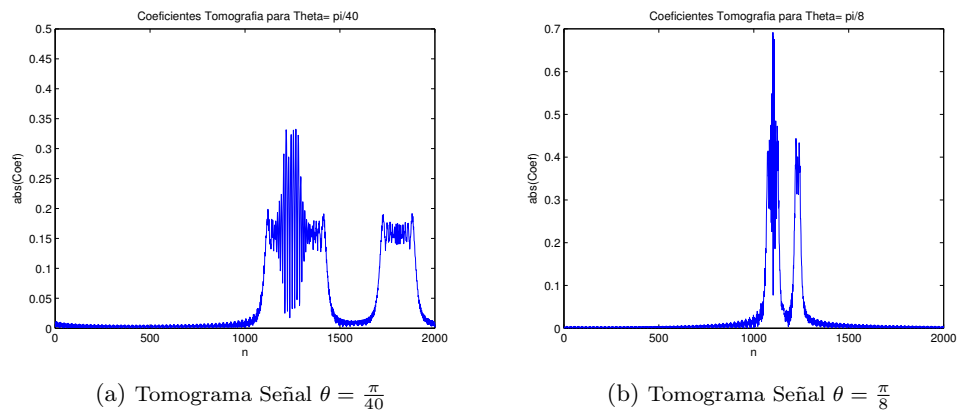 Coeficientes Tomografia para Theta= pi/40
0.5
0.45
0.4
0.35
0.3
0.25
0.2
0.15
0.1
0.05
0
abs(Coef)
0 500 1000 1500 2000
n
(a) Tomograma Señal θ = π/40
Coeficientes Tomografia para Theta= pi/8
0.7
0.6
0.5
0.4
0.3
0.2
0.1
0
abs(Coef)
0 500 1000 1500 2000
n
(b) Tomograma Señal θ = π/8